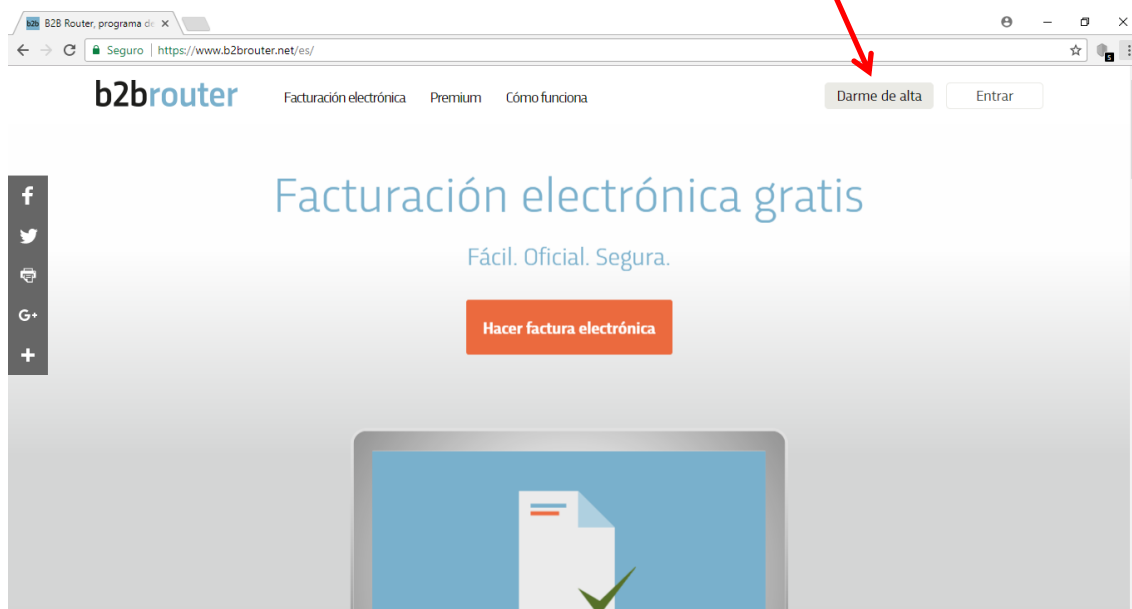 b2b B2B Router, programa de
Seguro https://www.b2brouter.net/es/
s
b2brouter Facturación electrónica Premium Cómo funciona Darme de alta Entrar
Facturación electrónica gratis
Fácil. Oficial. Segura.
Hacer factura electrónica
G+